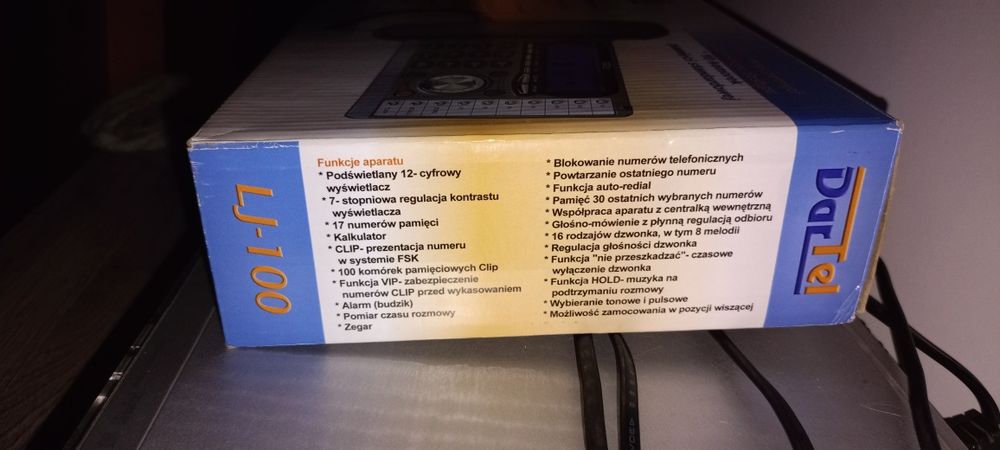 LJ-100
Funkcje aparatu
* Podświetlany 12- cyfrowy
wyświetlacz
* 7- stopniowa regulacja kontrastu
wyświetlacza
* 17 numerów pamięci
* Kalkulator
* CLIP- prezentacja numeru
w systemie FSK
* 100 komórek pamięciowych Clip
* Funkcja VIP- zabezpieczenie
numerów CLIP przed wykasowaniem
* Alarm (budzik)
* Pomiar czasu rozmowy
* Zegar
* Blokowanie numerów telefonicznych
* Powtarzanie ostatniego numeru
* Funkcja auto-redial
* Pamięć 30 ostatnich wybranych numerów
* Współpraca aparatu z centralką wewnętrzną
* Głośno-mówienie z płynną regulacją odbioru
* 16 rodzajów dzwonka, w tym 8 melodii
* Regulacja głośności dzwonka
* Funkcja "nie przeszkadzać"- czasowe
wyłączenie dzwonka
* Funkcja HOLD- muzyka na
podtrzymaniu rozmowy
* Wybieranie tonowe i pulsowe
* Możliwość zamocowania w pozycji wiszącej
DarTel